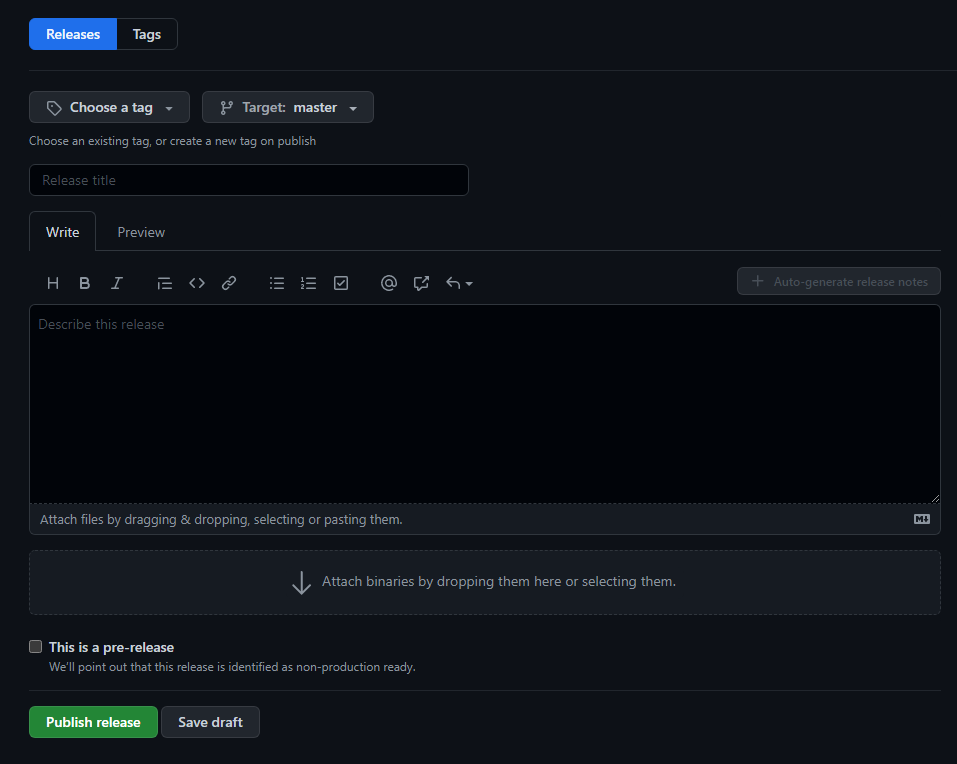 Releases Tags
Choose a tag Target: master
Choose an existing tag, or create a new tag on publish
Release title
Write Preview
H B I Auto-generate release notes
Describe this release
Attach files by dragging & dropping, selecting or pasting them.
Attach binaries by dropping them here or selecting them.
This is a pre-release
We'll point out that this release is identified as non-production ready.
Publish release Save draft